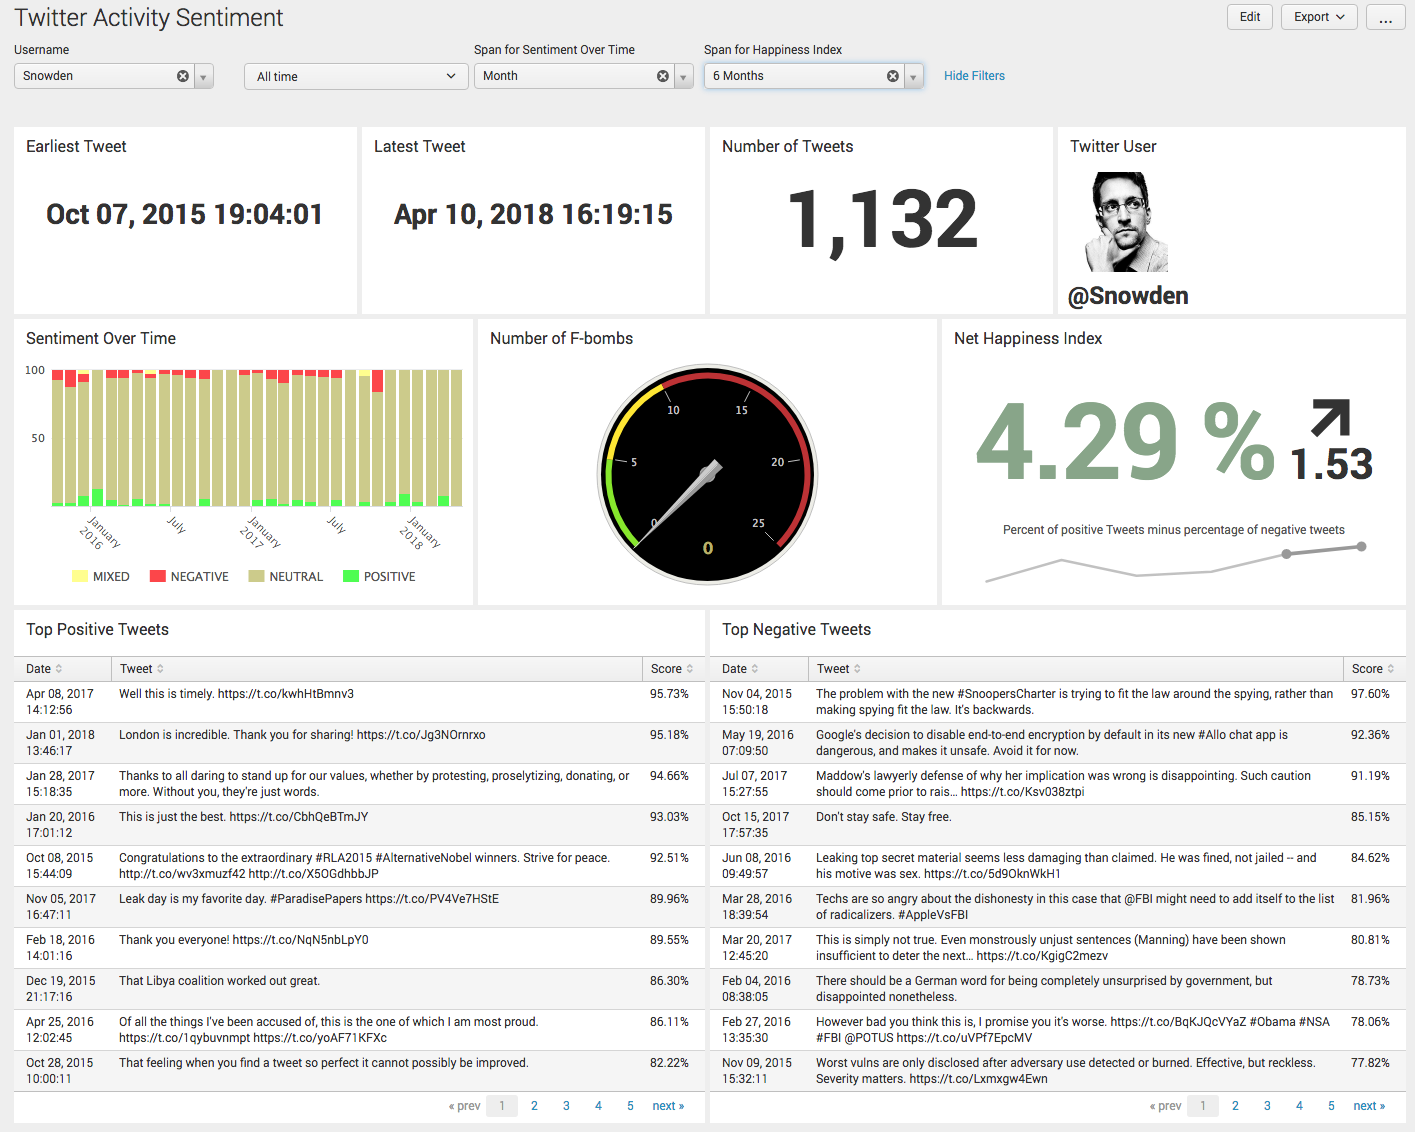 Twitter Activity Sentiment
Edit
Export
...
Username
Span for Sentiment Over Time
Span for Happiness Index
Snowden
All time
Month
6 Months
Hide Filters
Earliest Tweet
Oct 07, 2015 19:04:01
Latest Tweet
Apr 10, 2018 16:19:15
Number of Tweets
1,132
Twitter User
@Snowden
Sentiment Over Time
100
50
January
2016
July
January
2017
July
January
2018
MIXED
NEGATIVE
NEUTRAL
POSITIVE
Number of F-bombs
0
5
10
15
20
25
0
Net Happiness Index
4.29 %
1.53
Percent of positive Tweets minus percentage of negative tweets
Top Positive Tweets
Date
Tweet
Score
Apr 08, 2017
14:12:56
Well this is timely. https://t.co/kwhHtBmnv3
95.73%
Jan 01, 2018
13:46:17
London is incredible. Thank you for sharing! https://t.co/Jg3NOrnrxo
95.18%
Jan 28, 2017
15:18:35
Thanks to all daring to stand up for our values, whether by protesting, proselytizing, donating, or
more. Without you, they're just words.
94.66%
Jan 20, 2016
17:01:12
This is just the best. https://t.co/CbhQeBTmJY
93.03%
Oct 08, 2015
15:44:09
Congratulations to the extraordinary #RLA2015 #AlternativeNobel winners. Strive for peace.
http://t.co/wv3xmuzf42 http://t.co/X5OGdhbbJP
92.51%
Nov 05, 2017
16:47:11
Leak day is my favorite day. #ParadisePapers https://t.co/PV4Ve7HStE
89.96%
Feb 18, 2016
14:01:16
Thank you everyone! https://t.co/NqN5nbLpY0
89.55%
Dec 19, 2015
21:17:16
That Libya coalition worked out great.
86.30%
Apr 25, 2016
12:02:45
Of all the things I've been accused of, this is the one of which I am most proud.
https://t.co/1qybuvnmpt https://t.co/yoAF71KFXc
86.11%
Oct 28, 2015
10:00:11
That feeling when you find a tweet so perfect it cannot possibly be improved.
82.22%
« prev 1 2 3 4 5 next »
Top Negative Tweets
Date
Tweet
Score
Nov 04, 2015
15:50:18
The problem with the new #SnoopersCharter is trying to fit the law around the spying, rather than
making spying fit the law. It's backwards.
97.60%
May 19, 2016
07:09:50
Google's decision to disable end-to-end encryption by default in its new #Allo chat app is
dangerous, and makes it unsafe. Avoid it for now.
92.36%
Jul 07, 2017
15:27:55
Maddow's lawyerly defense of why her implication was wrong is disappointing. Such caution
should come prior to rais... https://t.co/Ksv038ztpi
91.19%
Oct 15, 2017
17:57:35
Don't stay safe. Stay free.
85.15%
Jun 08, 2016
09:49:57
Leaking top secret material seems less damaging than claimed. He was fined, not jailed -- and
his motive was sex. https://t.co/5d9OknWkH1
84.62%
Mar 28, 2016
18:39:54
Techs are so angry about the dishonesty in this case that @FBI might need to add itself to the list
of radicalizers. #AppleVsFBI
81.96%
Mar 20, 2017
12:45:20
This is simply not true. Even monstrously unjust sentences (Manning) have been shown
insufficient to deter the next... https://t.co/KgigC2mezv
80.81%
Feb 04, 2016
08:38:05
There should be a German word for being completely unsurprised by government, but
disappointed nonetheless.
78.73%
Feb 27, 2016
13:35:30
However bad you think this is, I promise you it's worse. https://t.co/BqKJQcVYaZ #Obama #NSA
#FBI @POTUS https://t.co/uVPf7EpcMV
78.06%
Nov 09, 2015
15:32:11
Worst vulns are only disclosed after adversary use detected or burned. Effective, but reckless.
Severity matters. https://t.co/Lxmxgw4Ewn
77.82%
« prev 1 2 3 4 5 next »